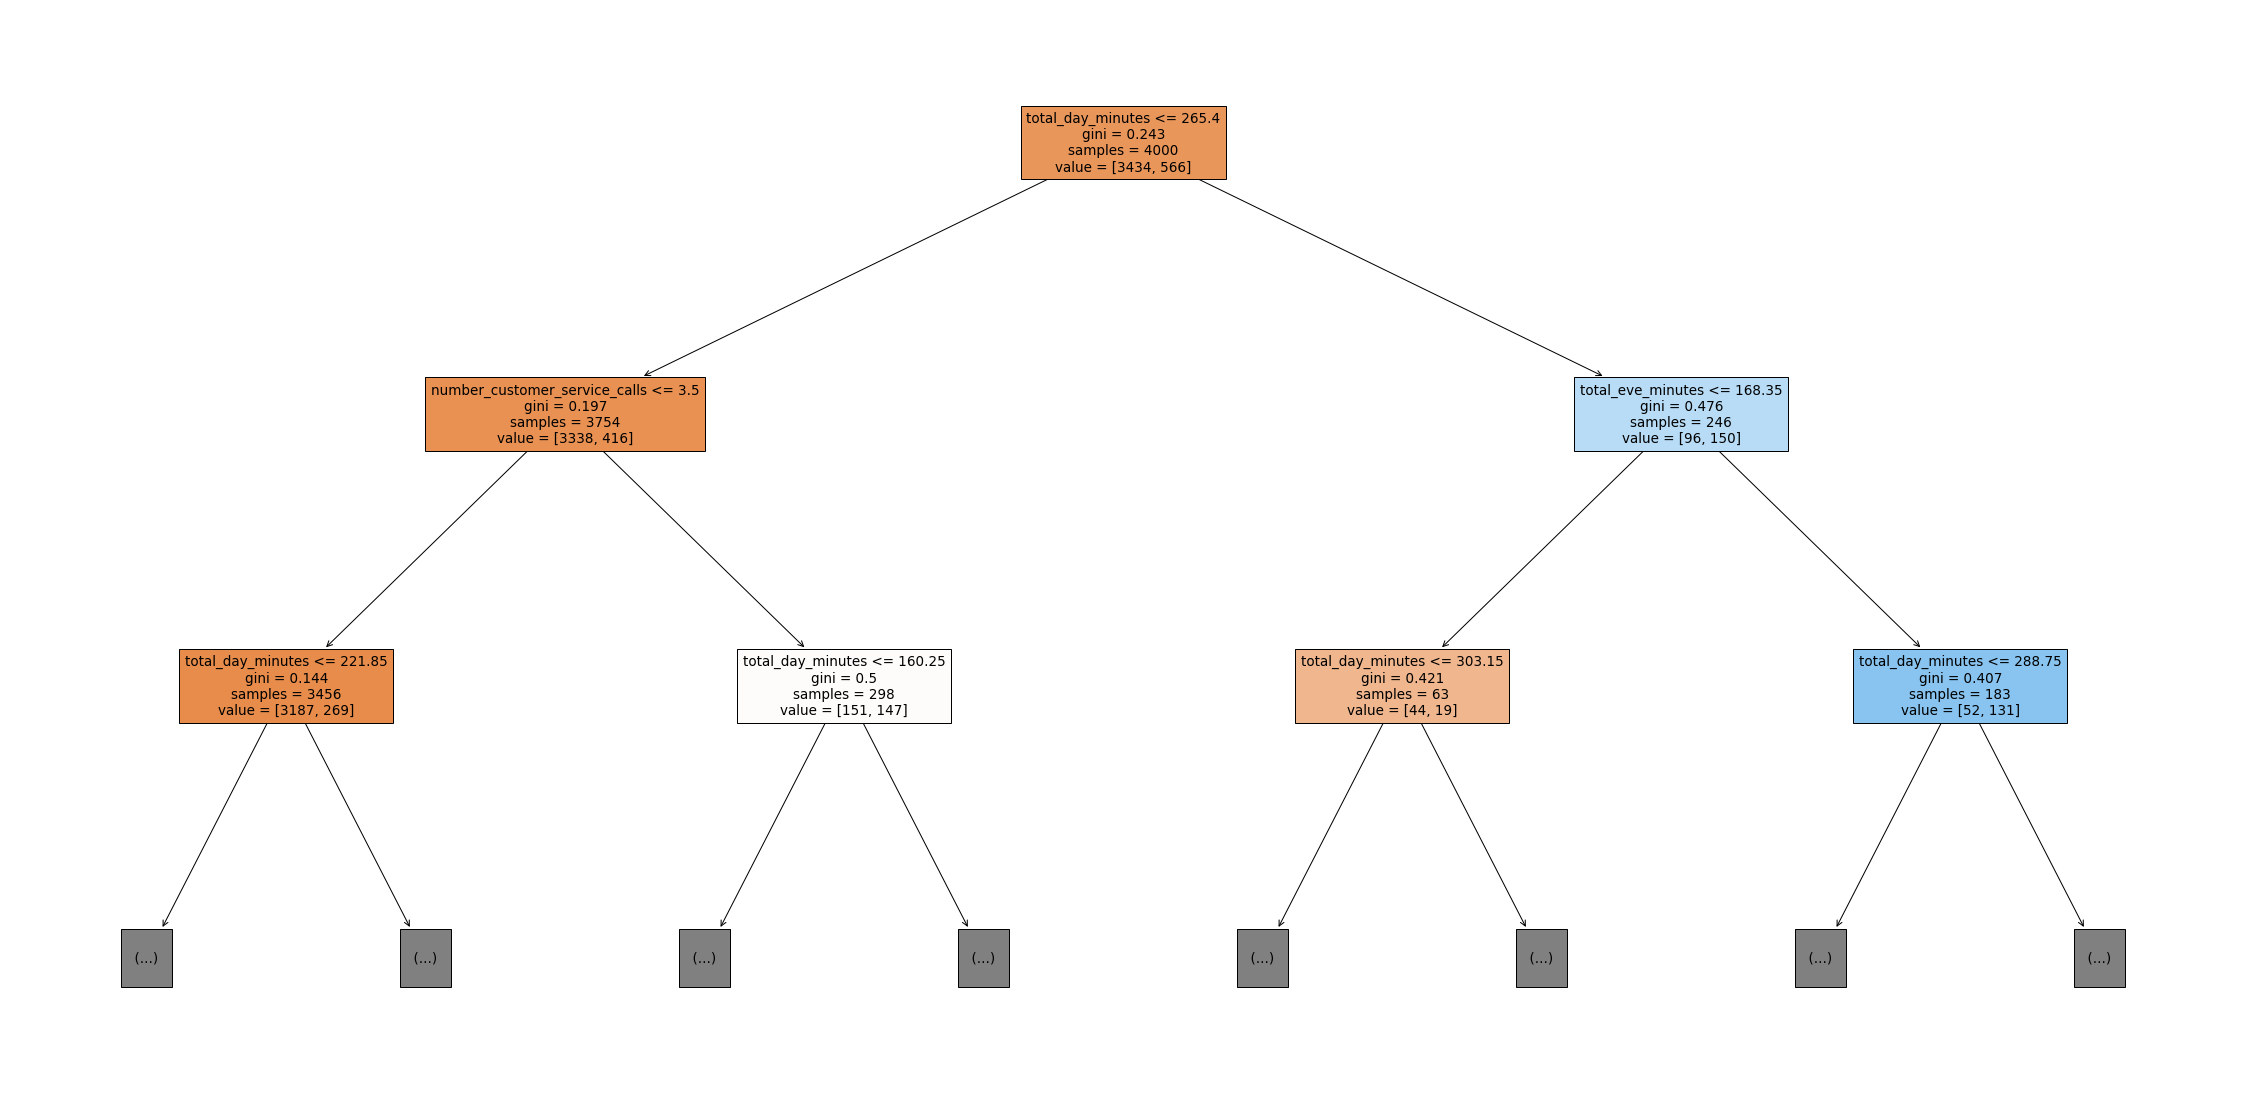 total_day_minutes <= 265.4
gini = 0.243
samples = 4000
value = [3434, 566]
number_customer_service_calls <= 3.5
gini = 0.197
samples = 3754
value = [3338, 416]
total_eve_minutes <= 168.35
gini = 0.476
samples = 246
value = [96, 150]
total_day_minutes <= 221.85
gini = 0.144
samples = 3456
value = [3187, 269]
total_day_minutes <= 160.25
gini = 0.5
samples = 298
value = [151, 147]
total_day_minutes <= 303.15
gini = 0.421
samples = 63
value = [44, 19]
total_day_minutes <= 288.75
gini = 0.407
samples = 183
value = [52, 131]
(...)
(...)
(...)
(...)
(...)
(...)
(...)
(...)